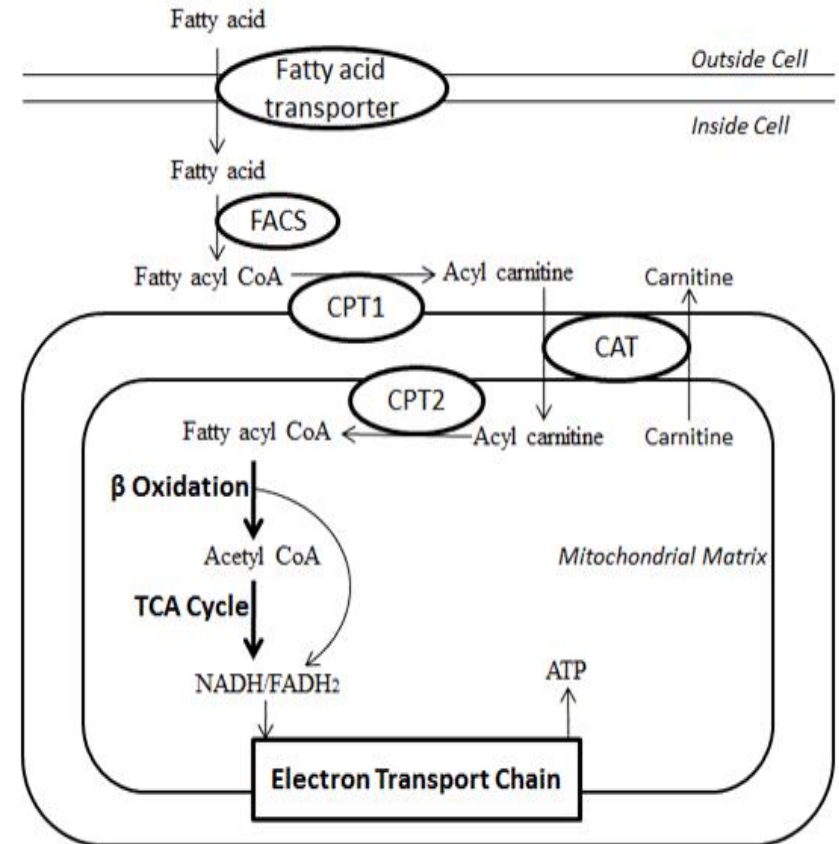 Fatty acid
Outside Cell
Fatty acid
transporter
Inside Cell
Fatty acid
FACS
Fatty acyl CoA
Acyl carnitine
Carnitine
CPT1
CAT
CPT2
Fatty acyl CoA
Acyl carnitine
Carnitine
β Oxidation
Acetyl CoA
Mitochondrial Matrix
TCA Cycle
NADH/FADH₂
ATP
Electron Transport Chain